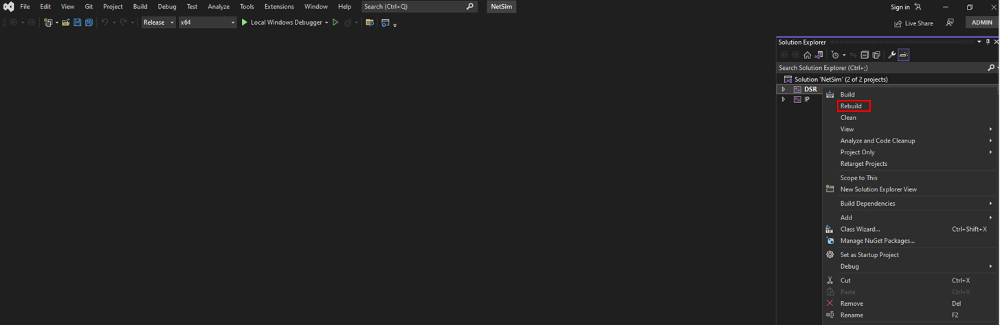 File Edit View Git Project Build Debug Test Analyze Tools Extensions Window Help Search (Ctrl+Q) NetSim Sign in
Release x64 Local Windows Debugger Live Share ADMIN
Solution Explorer
Search Solution Explorer (Ctrl+;)
Solution 'NetSim' (2 of 2 projects)
DSR
IP
Build
Rebuild
Clean
View
Analyze and Code Cleanup
Project Only
Retarget Projects
Scope to This
New Solution Explorer View
Build Dependencies
Add
Class Wizard... Ctrl+Shift+X
Manage NuGet Packages...
Set as Startup Project
Debug
Cut Ctrl+X
Paste Ctrl+V
Remove Del
Rename F2